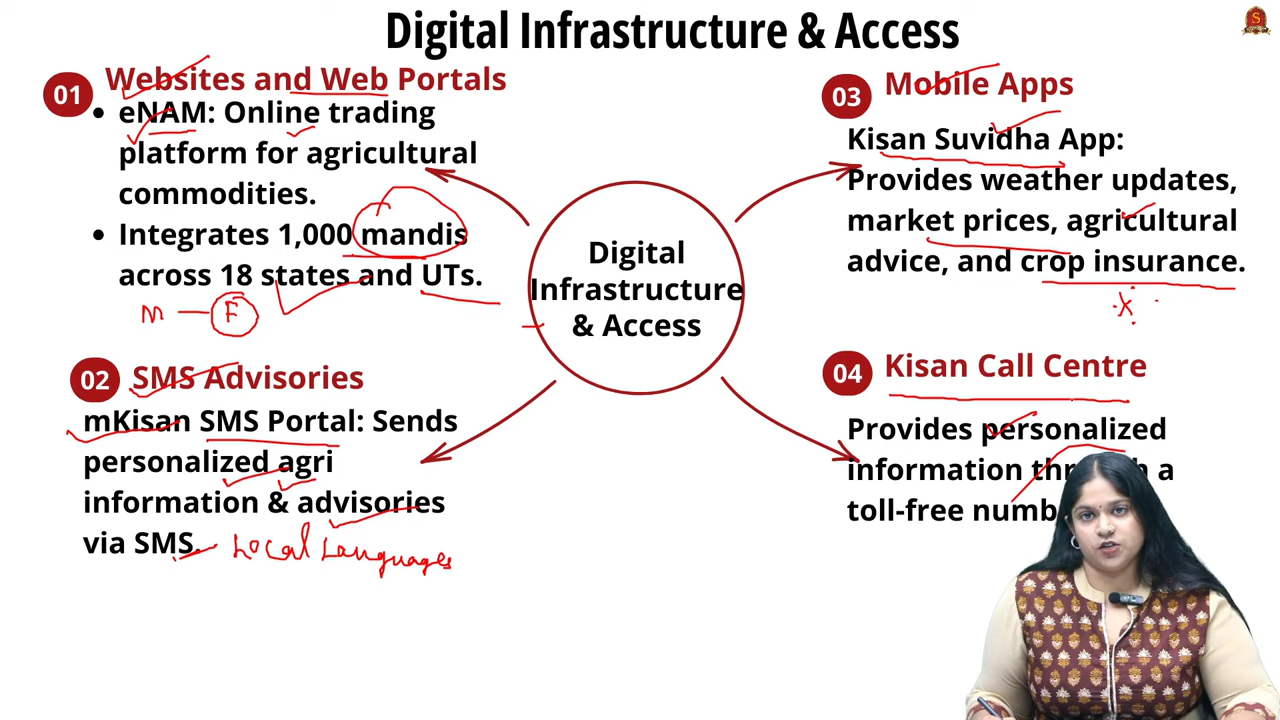 Digital Infrastructure & Access
01
Websites and Web Portals
• eNAM: Online trading
platform for agricultural
commodities.
• Integrates 1,000 mandis
across 18 states and UTs.
M — F
02
SMS Advisories
mKisan SMS Portal: Sends
personalized agri
information & advisories
via SMS.
Local Languages
Digital
Infrastructure
& Access
03
Mobile Apps
Kisan Suvidha App:
Provides weather updates,
market prices, agricultural
advice, and crop insurance.
04
Kisan Call Centre
Provides personalized
information through a
toll-free numb
S